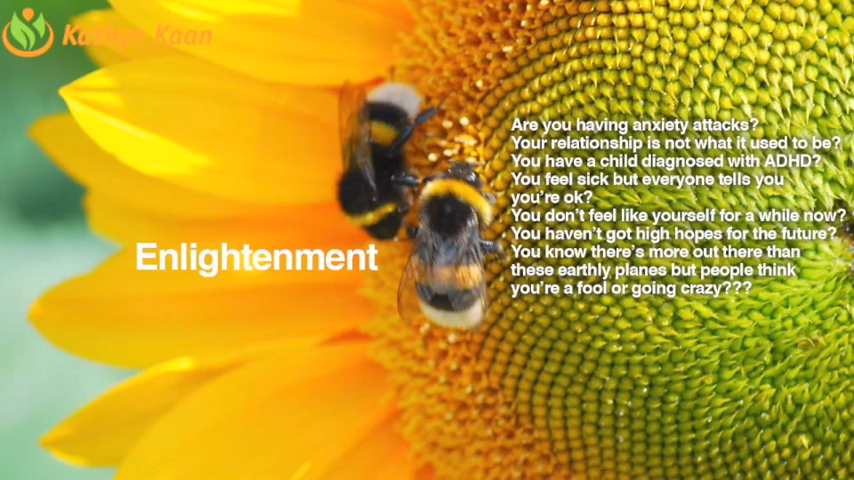 Kathye Kaan
Enlightenment
Are you having anxiety attacks?
Your relationship is not what it used to be?
You have a child diagnosed with ADHD?
You feel sick but everyone tells you
you're ok?
You don't feel like yourself for a while now?
You haven't got high hopes for the future?
You know there's more out there than
these earthly planes but people think
you're a fool or going crazy???